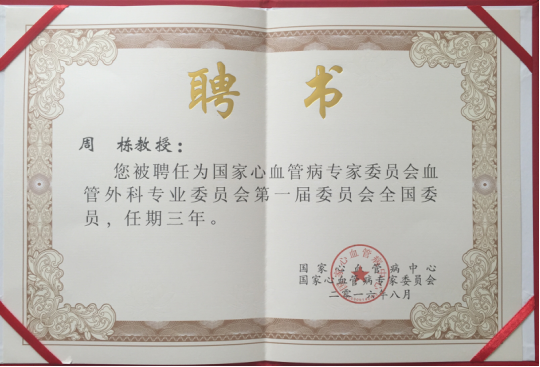 聘书
周 栋教授：
您被聘任为国家心血管病专家委员会血
管外科专业委员会第一届委员会全国委
员，任期三年。
国家心血管病中心
国家心血管病专家委员会
二〇一六年八月